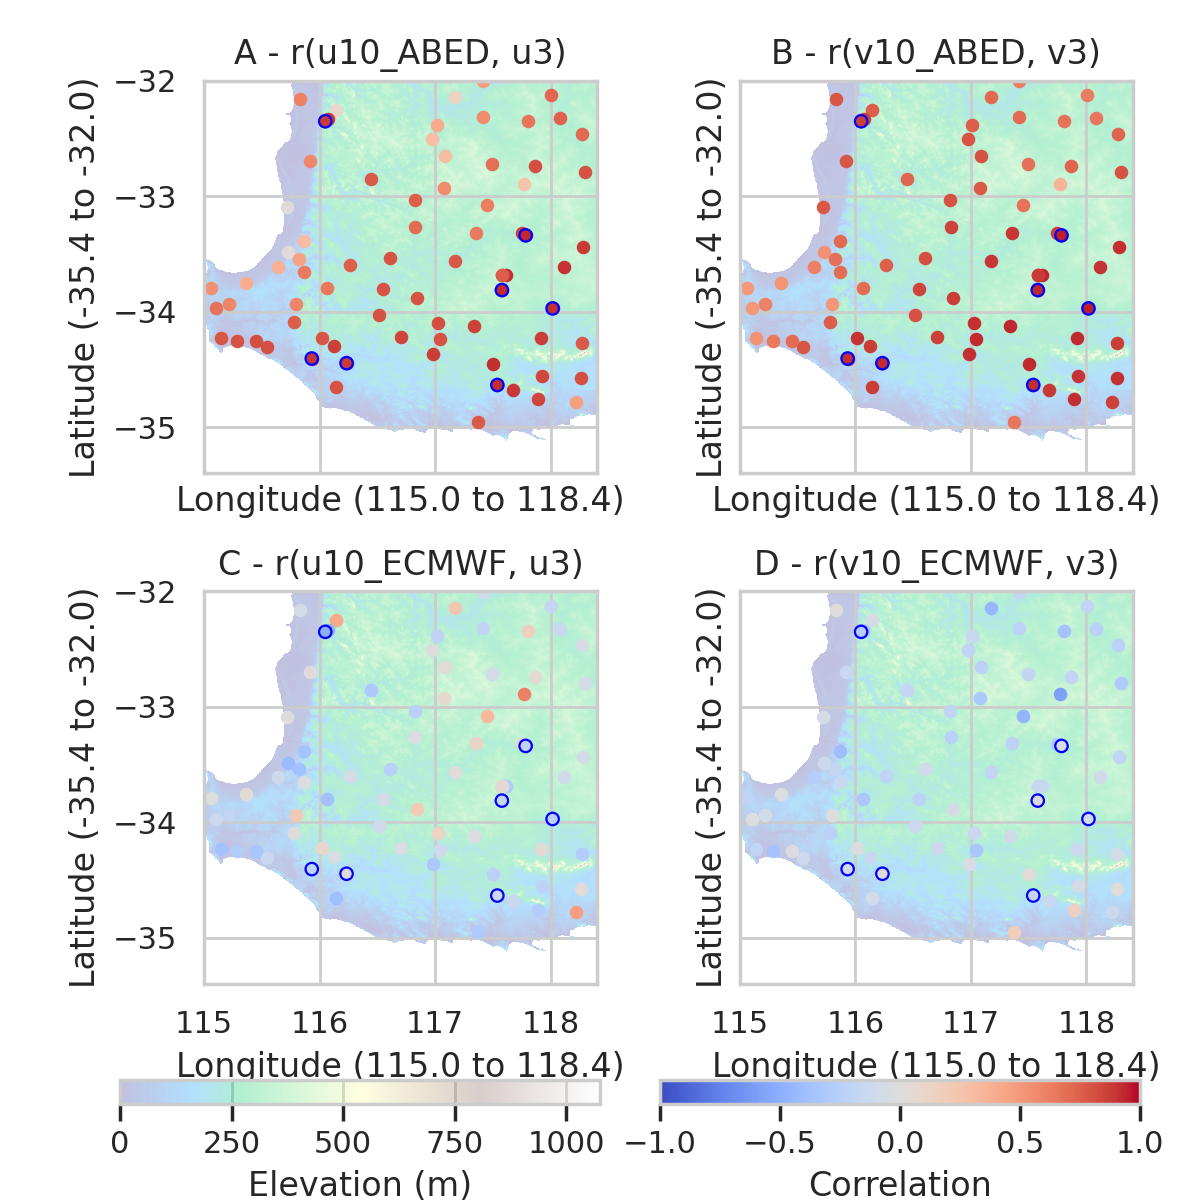 A - r(u10_ABED, u3)
B - r(v10_ABED, v3)
−32
−33
−34
−35
Latitude (-35.4 to -32.0)
Latitude (-35.4 to -32.0)
Longitude (115.0 to 118.4)
Longitude (115.0 to 118.4)
C - r(u10_ECMWF, u3)
D - r(v10_ECMWF, v3)
−32
−33
−34
−35
Latitude (-35.4 to -32.0)
Latitude (-35.4 to -32.0)
115 116 117 118
115 116 117 118
Longitude (115.0 to 118.4)
Longitude (115.0 to 118.4)
0 250 500 750 1000
−1.0 −0.5 0.0 0.5 1.0
Elevation (m)
Correlation